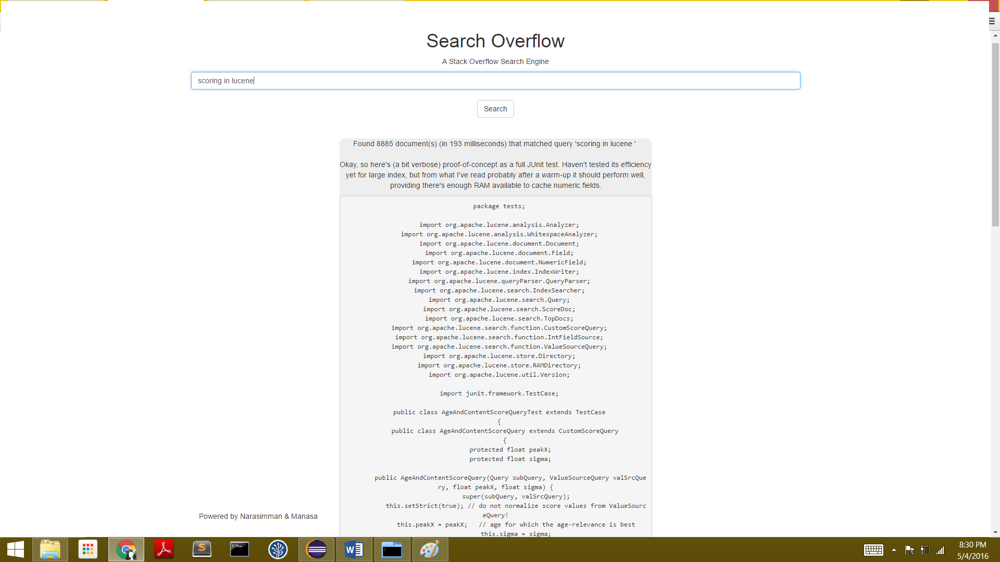 Search Overflow
A Stack Overflow Search Engine
scoring in lucene
Search
Found 8885 document(s) (in 193 milliseconds) that matched query 'scoring in lucene '
Okay, so here's (a bit verbose) proof-of-concept as a full JUnit test. Haven't tested its efficiency
yet for large index, but from what I've read probably after a warm-up it should perform well,
providing there's enough RAM available to cache numeric fields.
package tests;
import org.apache.lucene.analysis.Analyzer;
import org.apache.lucene.analysis.WhitespaceAnalyzer;
import org.apache.lucene.document.Document;
import org.apache.lucene.document.Field;
import org.apache.lucene.document.NumericField;
import org.apache.lucene.index.IndexWriter;
import org.apache.lucene.queryParser.QueryParser;
import org.apache.lucene.search.IndexSearcher;
import org.apache.lucene.search.Query;
import org.apache.lucene.search.ScoreDoc;
import org.apache.lucene.search.TopDocs;
import org.apache.lucene.search.function.CustomScoreQuery;
import org.apache.lucene.search.function.IntFieldSource;
import org.apache.lucene.search.function.ValueSourceQuery;
import org.apache.lucene.store.Directory;
import org.apache.lucene.store.RAMDirectory;
import org.apache.lucene.util.Version;
import junit.framework.TestCase;
public class AgeAndContentScoreQueryTest extends TestCase
{
public class AgeAndContentScoreQuery extends CustomScoreQuery
{
protected float peakX;
protected float sigma;
public AgeAndContentScoreQuery(Query subQuery, ValueSourceQuery valSrcQue
ry, float peakX, float sigma) {
super(subQuery, valSrcQuery);
this.setStrict(true); // do not normalize score values from ValueSourc
eQuery!
this.peakX = peakX;   // age for which the age-relevance is best
this.sigma = sigma;
Powered by Narasimman & Manasa
8:30 PM
5/4/2016